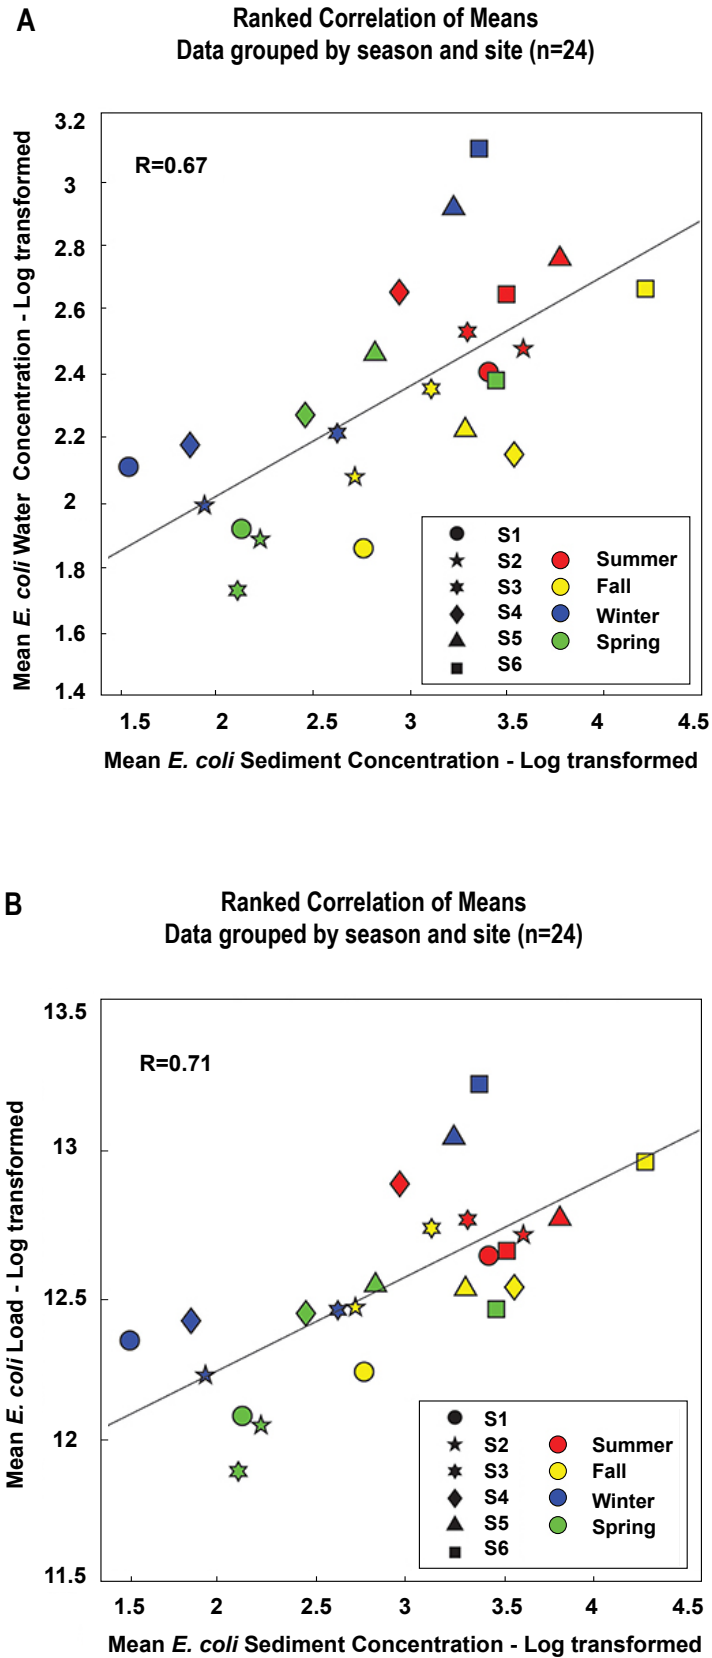 A
Ranked Correlation of Means
Data grouped by season and site (n=24)
R=0.67
3.2
3
2.8
2.6
2.4
2.2
2
1.8
1.6
1.4
Mean E. coli Water Concentration - Log transformed
S1
S2
S3
S4
S5
S6
Summer
Fall
Winter
Spring
1.5 2 2.5 3 3.5 4 4.5
Mean E. coli Sediment Concentration - Log transformed
B
Ranked Correlation of Means
Data grouped by season and site (n=24)
R=0.71
13.5
13
12.5
12
11.5
Mean E. coli Load - Log transformed
S1
S2
S3
S4
S5
S6
Summer
Fall
Winter
Spring
1.5 2 2.5 3 3.5 4 4.5
Mean E. coli Sediment Concentration - Log transformed